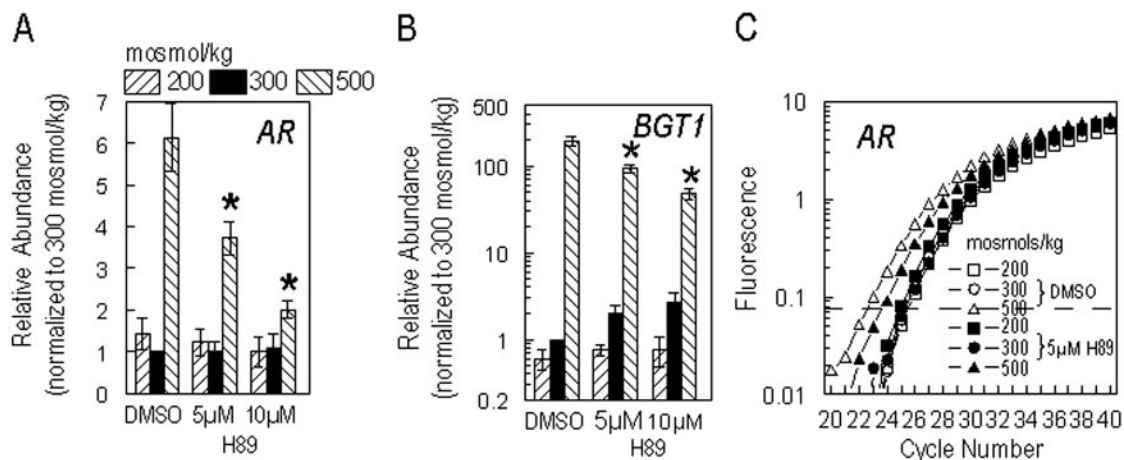 A
mosmol/kg
200 300 500
Relative Abundance
(normalized to 300 mosmol/kg)
7
6
5
4
3
2
1
0
AR
*
*
DMSO 5µM 10µM
H89
B
Relative Abundance
(normalized to 300 mosmol/kg)
500
100
10
1
0.2
BGT1
*
*
DMSO 5µM 10µM
H89
C
Fluorescence
10
1
0.1
0.01
AR
mosmols/kg
200
300 } DMSO
500
200
300 } 5µM H89
500
20 22 24 26 28 30 32 34 36 38 40
Cycle Number